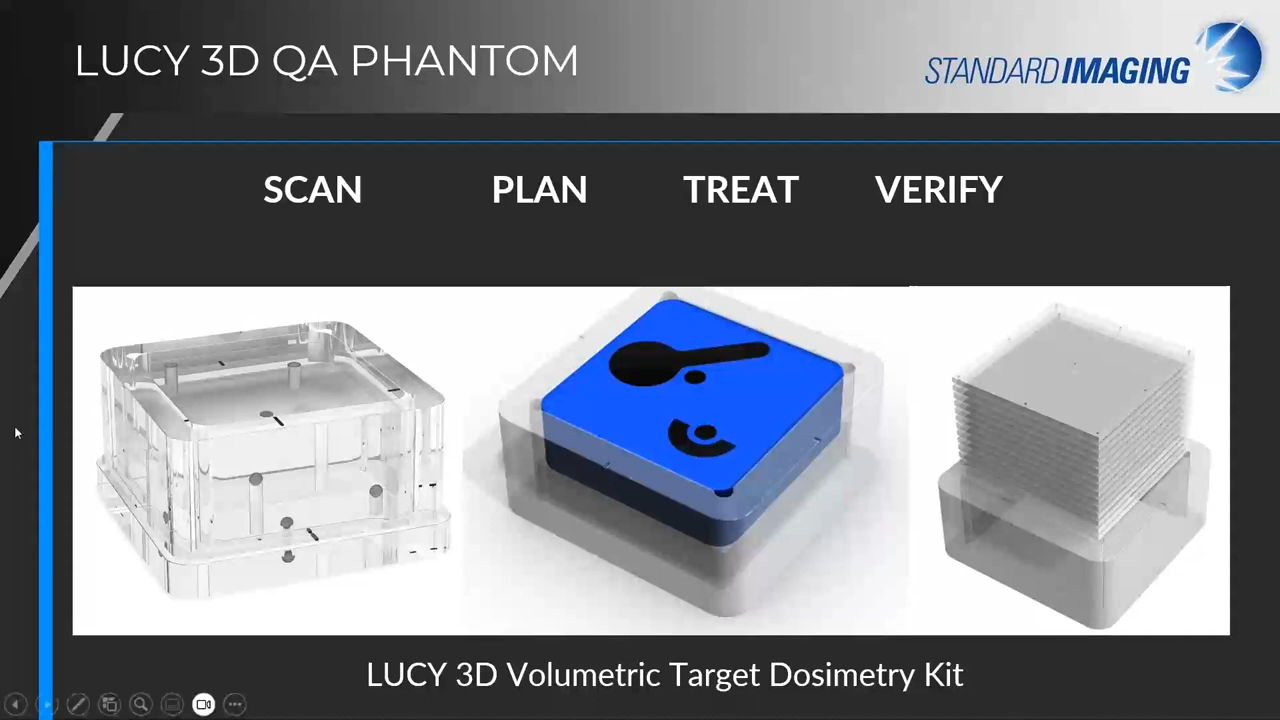 LUCY 3D QA PHANTOM
STANDARD IMAGING
SCAN PLAN TREAT VERIFY
LUCY 3D Volumetric Target Dosimetry Kit